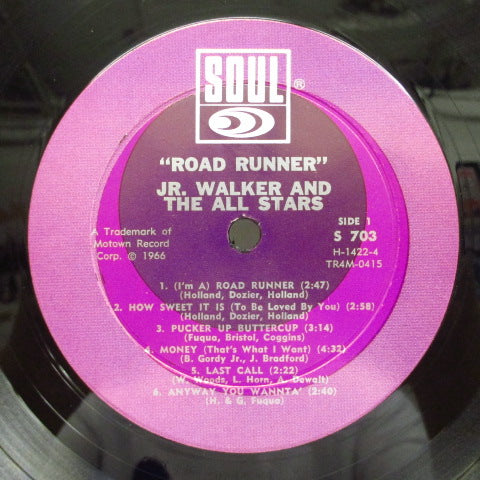 SOUL®
"ROAD RUNNER"
JR. WALKER AND
THE ALL STARS
A Trademark of
Motown Record
Corp. © 1966
SIDE 1
S 703
H-1422-4
TR4M-0415
1. (I'm A) ROAD RUNNER (2:47)
(Holland, Dozier, Holland)
2. HOW SWEET IT IS (To Be Loved By You) (2:58)
(Holland, Dozier, Holland)
3. PUCKER UP BUTTERCUP (3:14)
(Fuqua, Bristol, Coggins)
4. MONEY (That's What I Want) (4:32)
(B. Gordy Jr., J. Bradford)
5. LAST CALL (2:22)
(W. Woods, L. Horn, A. Dewalt)
6. ANYWAY YOU WANNTA' (2:40)
(H. & G. Fuqua)